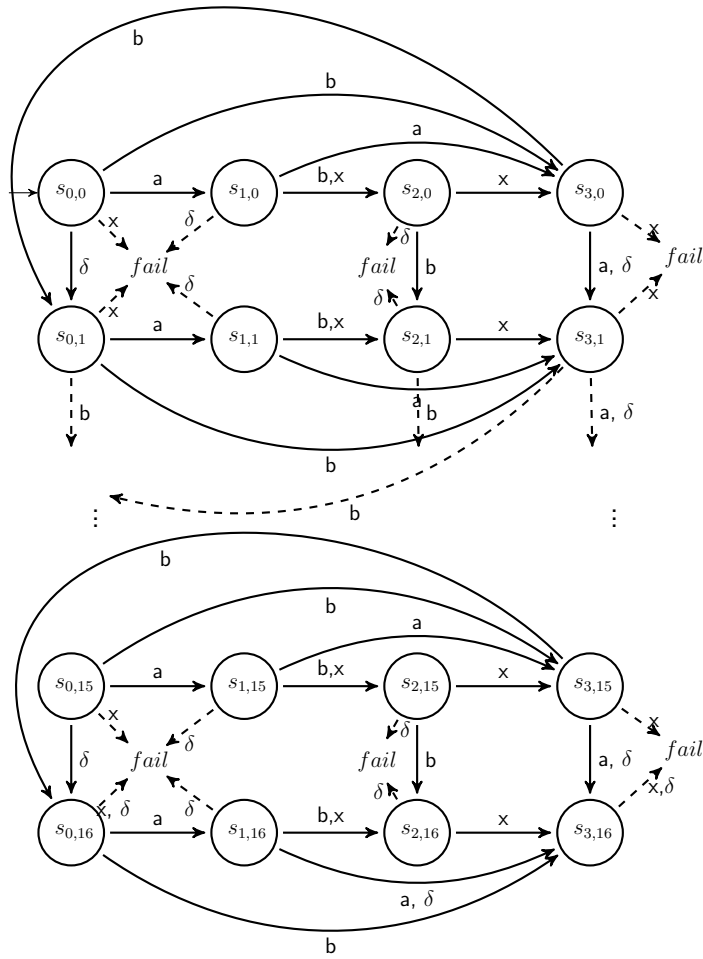 b
b
a
s0,0 a s1,0 b,x s2,0 x s3,0
x δ δ x
δ fail fail b a, δ fail
x δ δ x
s0,1 a s1,1 b,x s2,1 x s3,1
a
b b a, δ
b
b
⋮ ⋮
b
b
a
s0,15 a s1,15 b,x s2,15 x s3,15
x δ δ x
δ fail fail b a, δ fail
x, δ δ δ x,δ
s0,16 a s1,16 b,x s2,16 x s3,16
a, δ
b